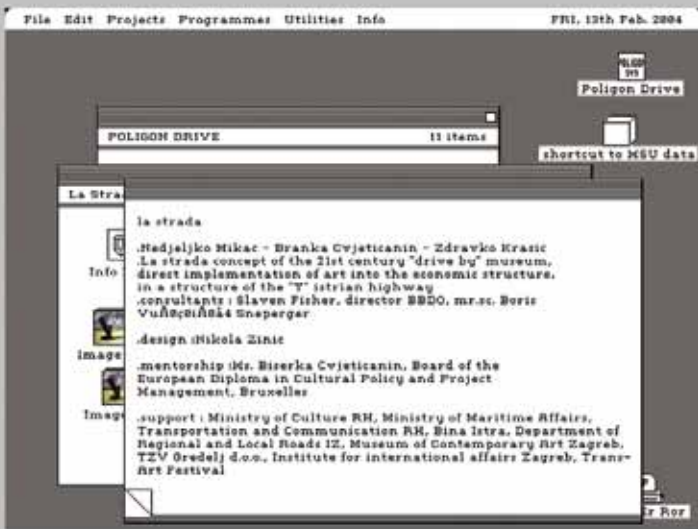 File Edit Projects Programmes Utilities Info FRI, 13th Feb. 2004
POLIGON SYS
Poligon Drive
POLIGON DRIVE 11 items
shortcut to MSU data
La Stra
la strada
.Nedjeljko Mikac - Branka Cvjeticanin - Zdravko Krasic
.La strada concept of the 21st century "drive by" museum,
direct implementation of art into the economic structure,
in a structure of the "Y" istrian highway
.consultants : Slaven Fisher, director BBDO, mr.sc. Boris
Sneperger
.design :Nikola Zinic
Info
.mentorship :Ms. Biserka Cvjeticanin, Board of the
European Diploma in Cultural Policy and Project
Management, Bruxelles
Image
.support : Ministry of Culture RH, Ministry of Maritime Affairs,
Transportation and Communication RH, Bina Istra, Department of
Regional and Local Roads IZ, Museum of Contemporary Art Zagreb,
TZV Gredelj d.o.o., Institute for international affairs Zagreb, Trans-
Art Festival
Imag
Ir Ror